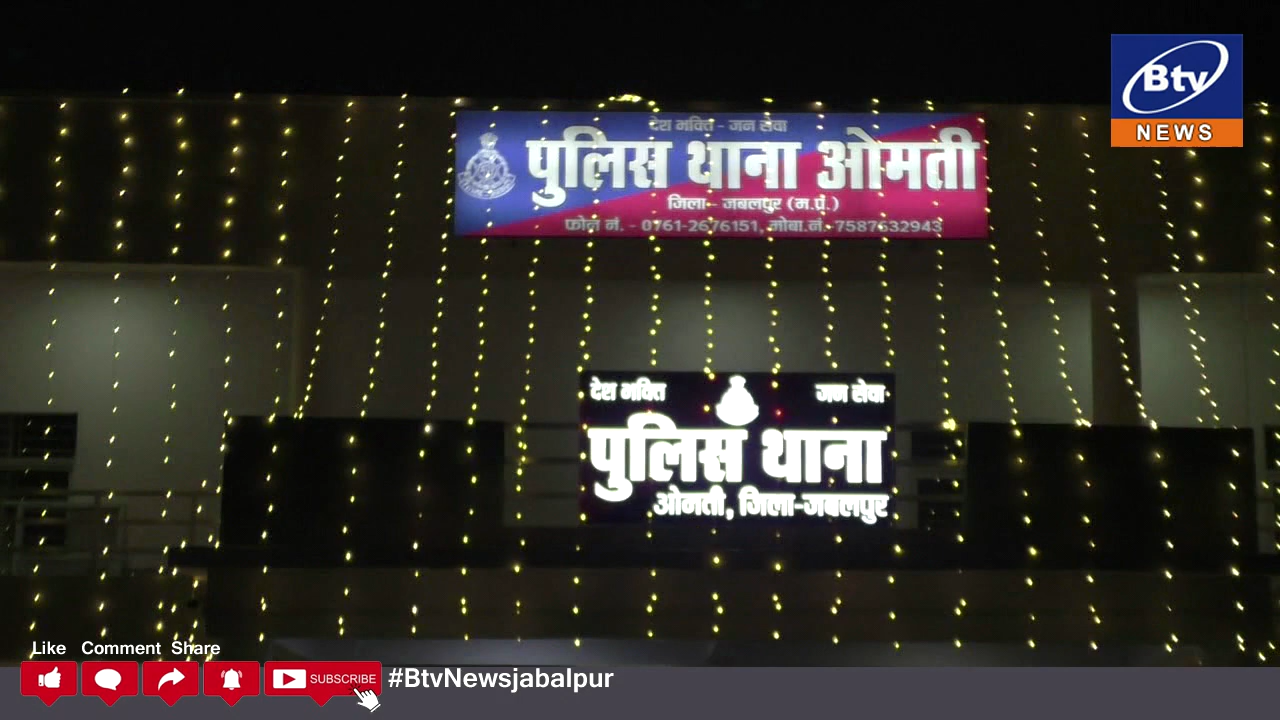 Btv
NEWS
देश भक्ति - जन सेवा
पुलिस थाना ओमती
जिला - जबलपुर (म.प्र.)
फोन नं. - 0761-2676151, मोबा.नं.-7587632943
देश भक्ति जन सेवा
पुलिस थाना
ओमती, जिला-जबलपुर
Like Comment Share
SUBSCRIBE
#BtvNewsjabalpur